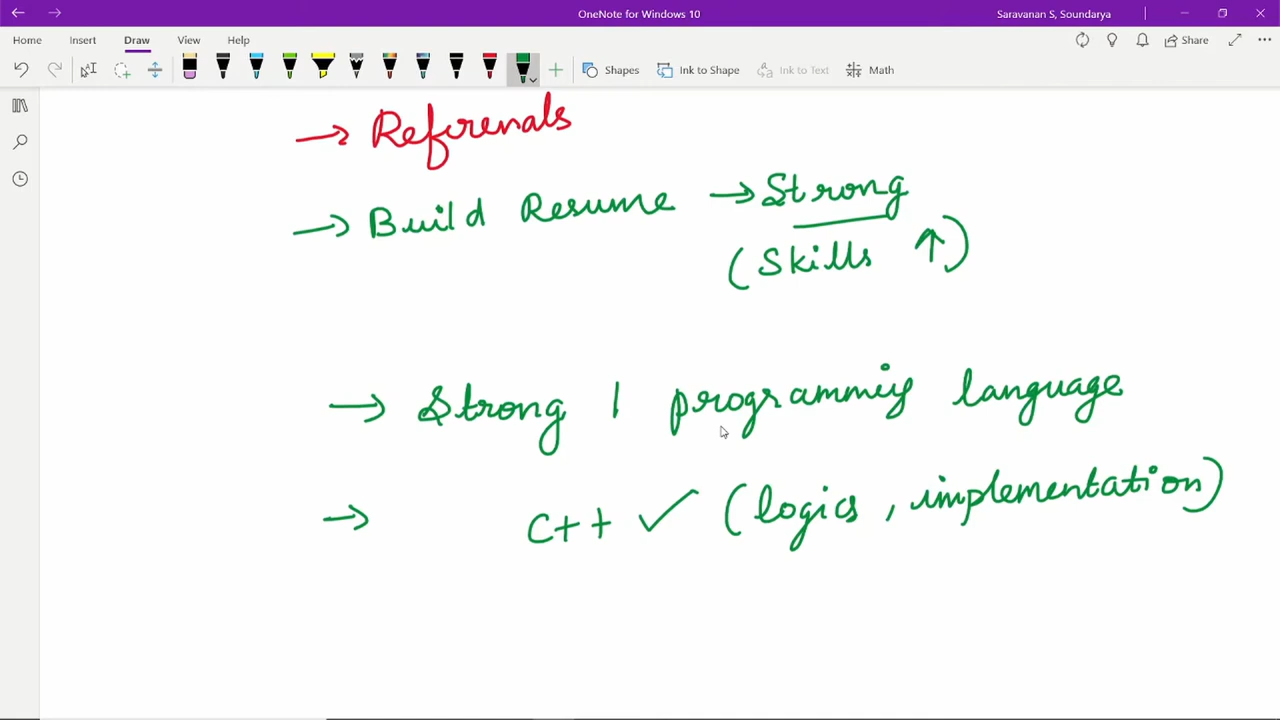 OneNote for Windows 10
Saravanan S, Soundarya
Home Insert Draw View Help
Share
Shapes Ink to Shape Ink to Text Math
→ Referenals
→ Build Resume → Strong
(Skills ↑)
→ Strong 1 programmig language
→ C++ ✓ (logics, implementation)